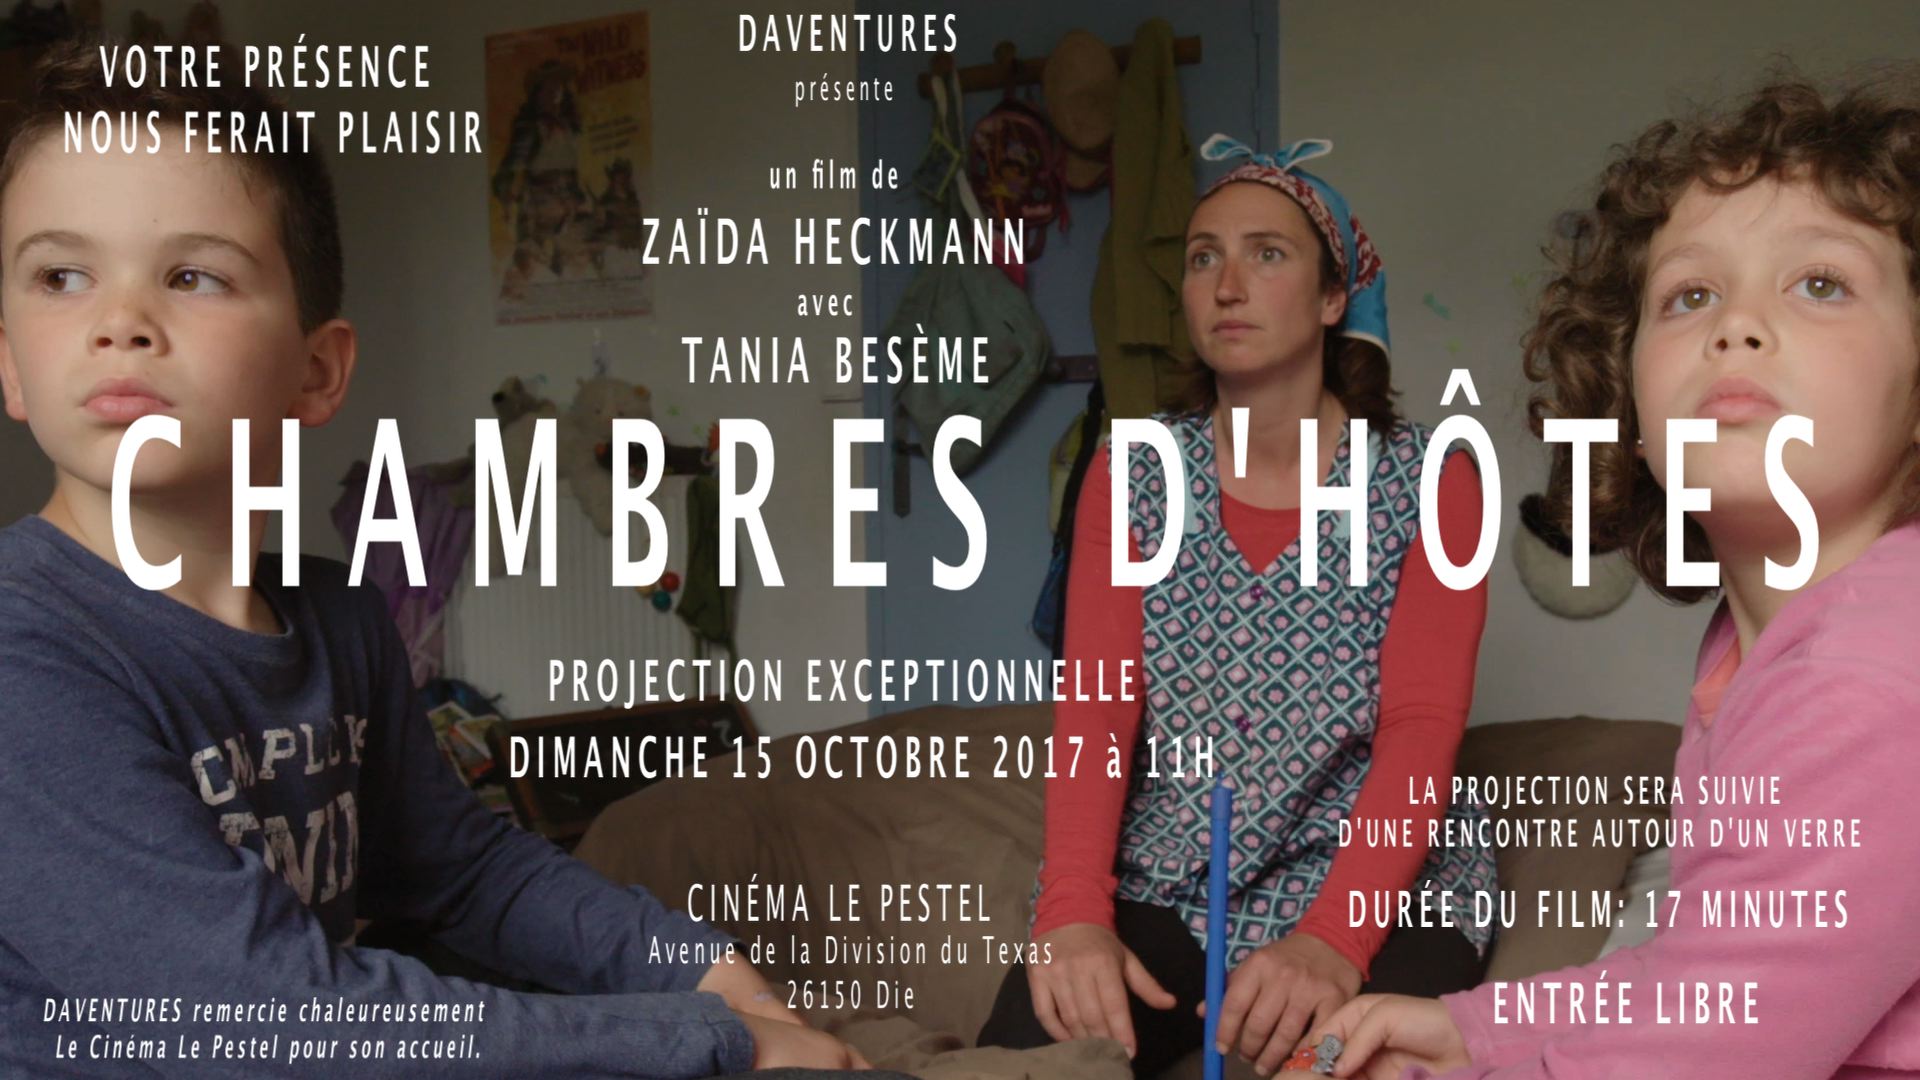 VOTRE PRÉSENCE
NOUS FERAIT PLAISIR
DAVENTURES
présente
un film de
ZAÏDA HECKMANN
avec
TANIA BESÈME
CHAMBRES D'HÔTES
PROJECTION EXCEPTIONNELLE
DIMANCHE 15 OCTOBRE 2017 à 11H
CINÉMA LE PESTEL
Avenue de la Division du Texas
26150 Die
LA PROJECTION SERA SUIVIE
D'UNE RENCONTRE AUTOUR D'UN VERRE
DURÉE DU FILM: 17 MINUTES
ENTRÉE LIBRE
DAVENTURES remercie chaleureusement
Le Cinéma Le Pestel pour son accueil.